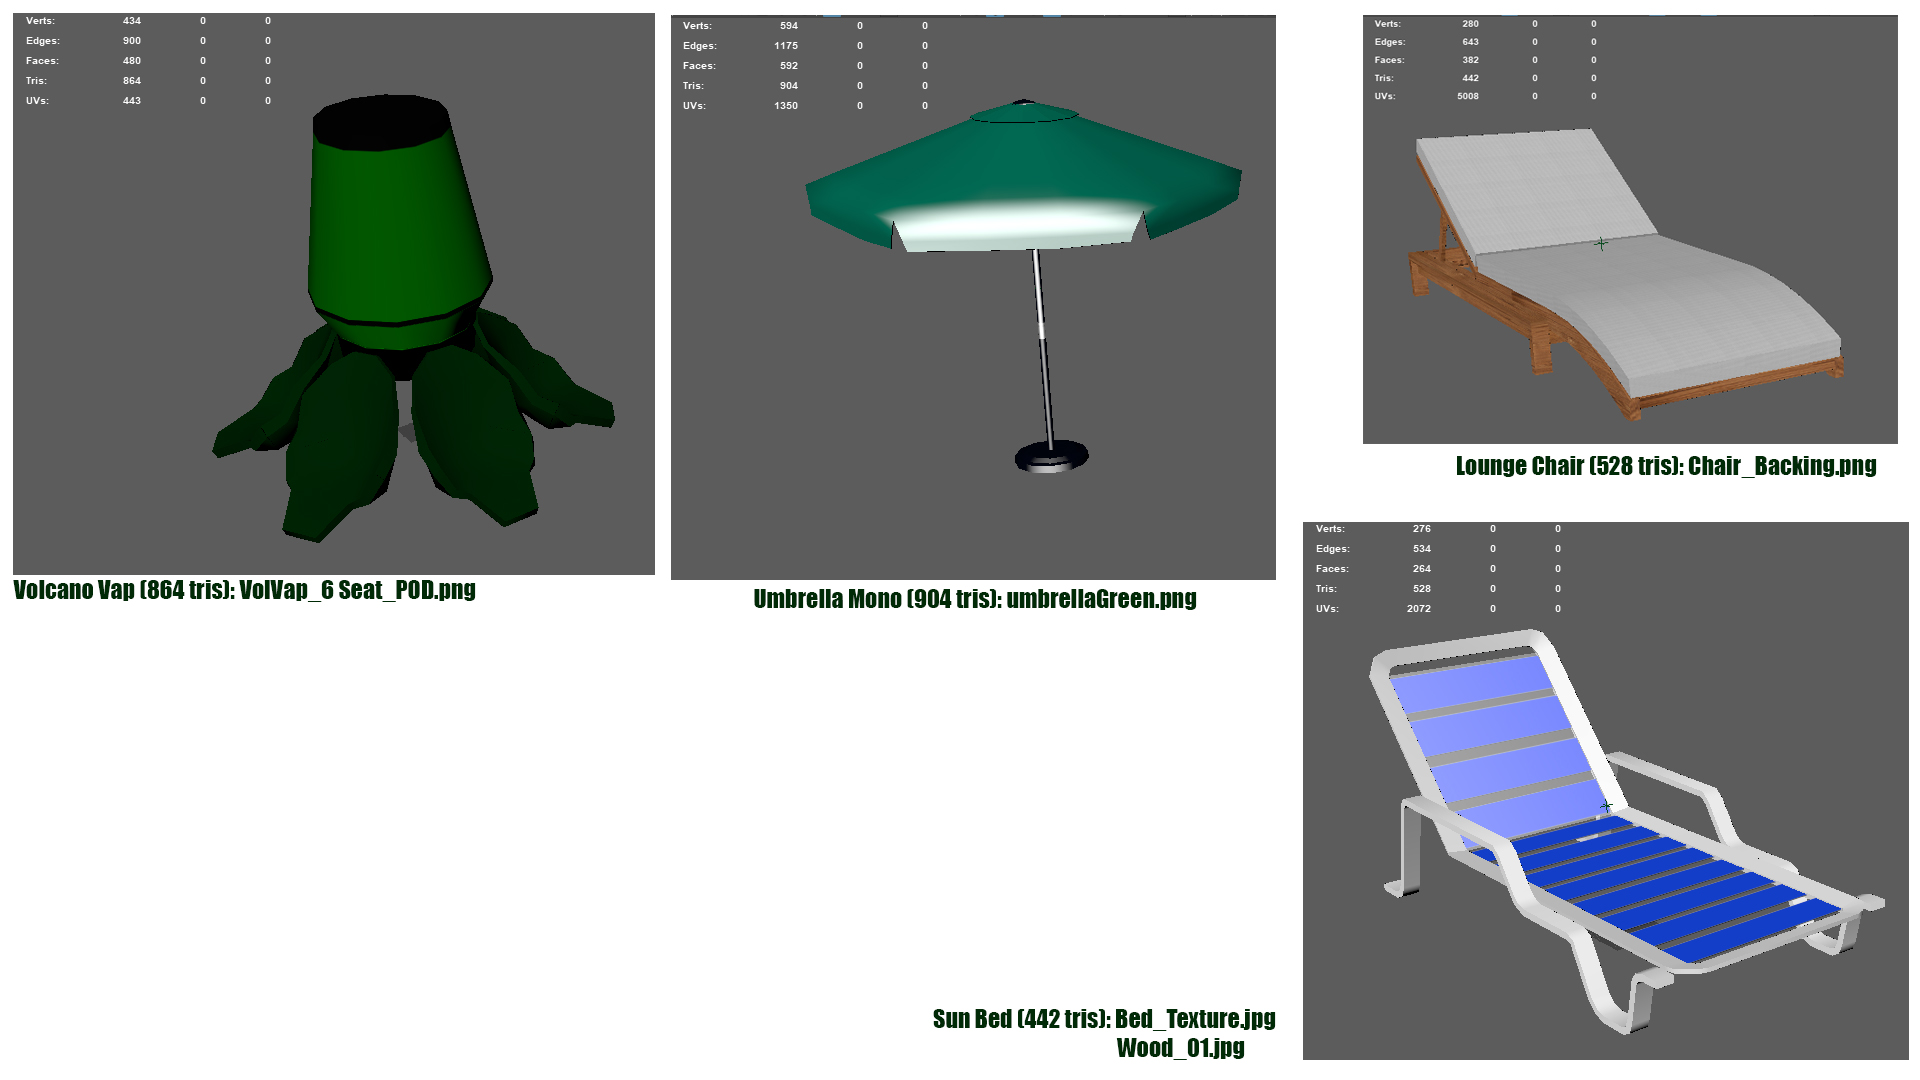 Verts: 434 0 0
Edges: 900 0 0
Faces: 480 0 0
Tris: 864 0 0
UVs: 443 0 0
Volcano Vap (864 tris): VolVap_6 Seat_POD.png
Verts: 594 0 0
Edges: 1175 0 0
Faces: 592 0 0
Tris: 904 0 0
UVs: 1350 0 0
Umbrella Mono (904 tris): umbrellaGreen.png
Verts: 280 0 0
Edges: 643 0 0
Faces: 382 0 0
Tris: 442 0 0
UVs: 5008 0 0
Lounge Chair (528 tris): Chair_Backing.png
Verts: 276 0 0
Edges: 534 0 0
Faces: 264 0 0
Tris: 528 0 0
UVs: 2072 0 0
Sun Bed (442 tris): Bed_Texture.jpg
Wood_01.jpg